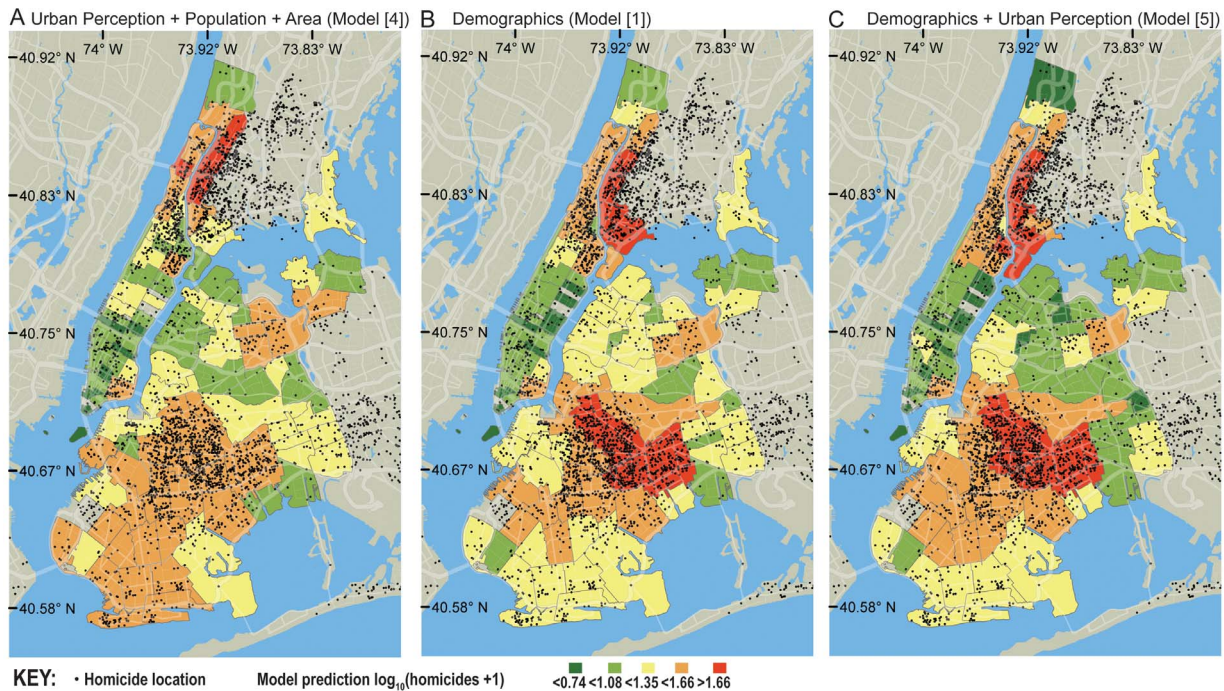 A Urban Perception + Population + Area (Model [4])
B Demographics (Model [1])
C Demographics + Urban Perception (Model [5])
74° W 73.92° W 73.83° W
74° W 73.92° W 73.83° W
74° W 73.92° W 73.83° W
40.92° N
40.92° N
40.92° N
40.83° N
40.83° N
40.83° N
40.75° N
40.75° N
40.75° N
40.67° N
40.67° N
40.67° N
40.58° N
40.58° N
40.58° N
KEY: • Homicide location Model prediction log10(homicides +1) <0.74 <1.08 <1.35 <1.66 >1.66